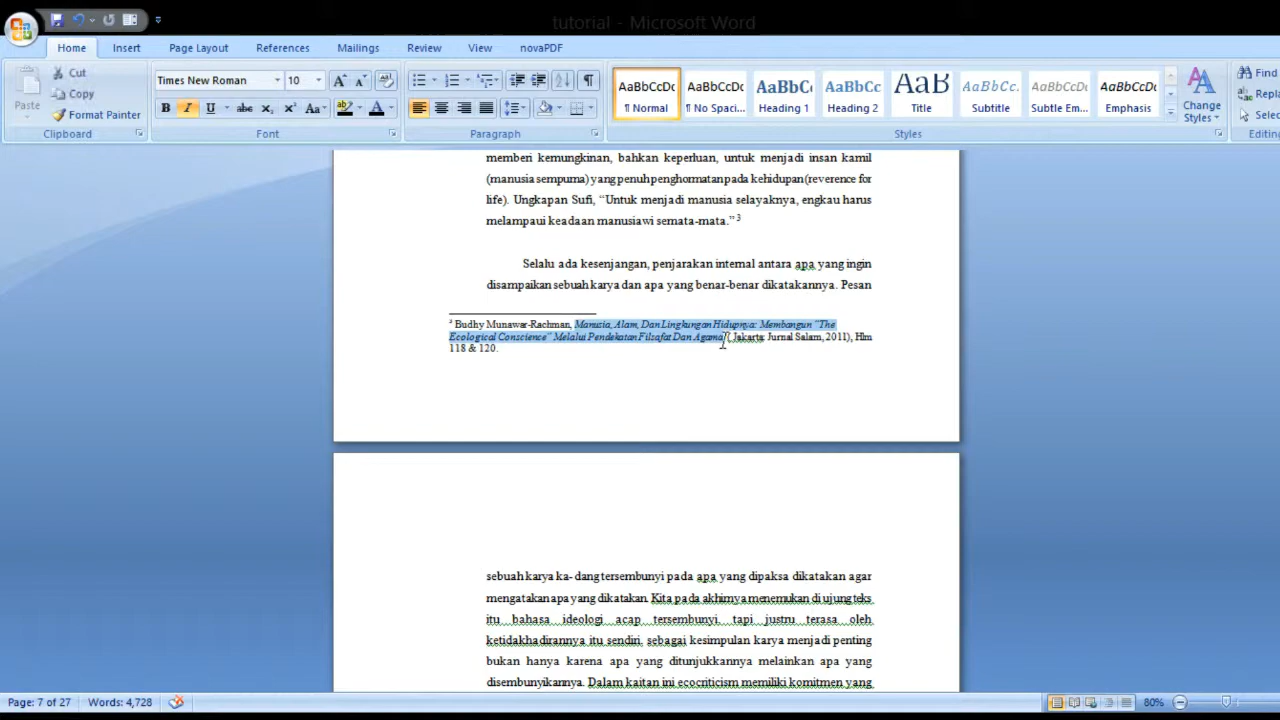 tutorial - Microsoft Word
Home Insert Page Layout References Mailings Review View novaPDF
Paste
Cut
Copy
Format Painter
Clipboard
Times New Roman 10
B I U abc X₂ X² Aa
Font
Paragraph
AaBbCcDc AaBbCcDc AaBbC AaBbCc AaB AaBbCc. AaBbCcDc AaBbCcDc
¶ Normal ¶ No Spaci... Heading 1 Heading 2 Title Subtitle Subtle Em... Emphasis
Change Styles
Styles
Find
Repla
Selec
Editing
memberi kemungkinan, bahkan keperluan, untuk menjadi insan kamil
(manusia sempurna) yang penuh penghormatan pada kehidupan (reverence for
life). Ungkapan Sufi, “Untuk menjadi manusia selayaknya, engkau harus
melampaui keadaan manusiawi semata-mata.” 3
Selalu ada kesenjangan, penjarakan internal antara apa yang ingin
disampaikan sebuah karya dan apa yang benar-benar dikatakannya. Pesan
3 Budhy Munawar-Rachman, Manusia, Alam, Dan Lingkungan Hidupnya: Membangun “The
Ecological Conscience” Melalui Pendekatan Filsafat Dan Agama ( Jakarta: Jurnal Salam, 2011), Hlm
118 & 120.
sebuah karya ka- dang tersembunyi pada apa yang dipaksa dikatakan agar
mengatakan apa yang dikatakan. Kita pada akhirnya menemukan di ujung teks
itu bahasa ideologi acap tersembunyi, tapi justru terasa oleh
ketidakhadirannya itu sendiri, sebagai kesimpulan karya menjadi penting
bukan hanya karena apa yang ditunjukkannya melainkan apa yang
disembunyikannya. Dalam kaitan ini ecocriticism memiliki komitmen yang
Page: 7 of 27 Words: 4,728 80%